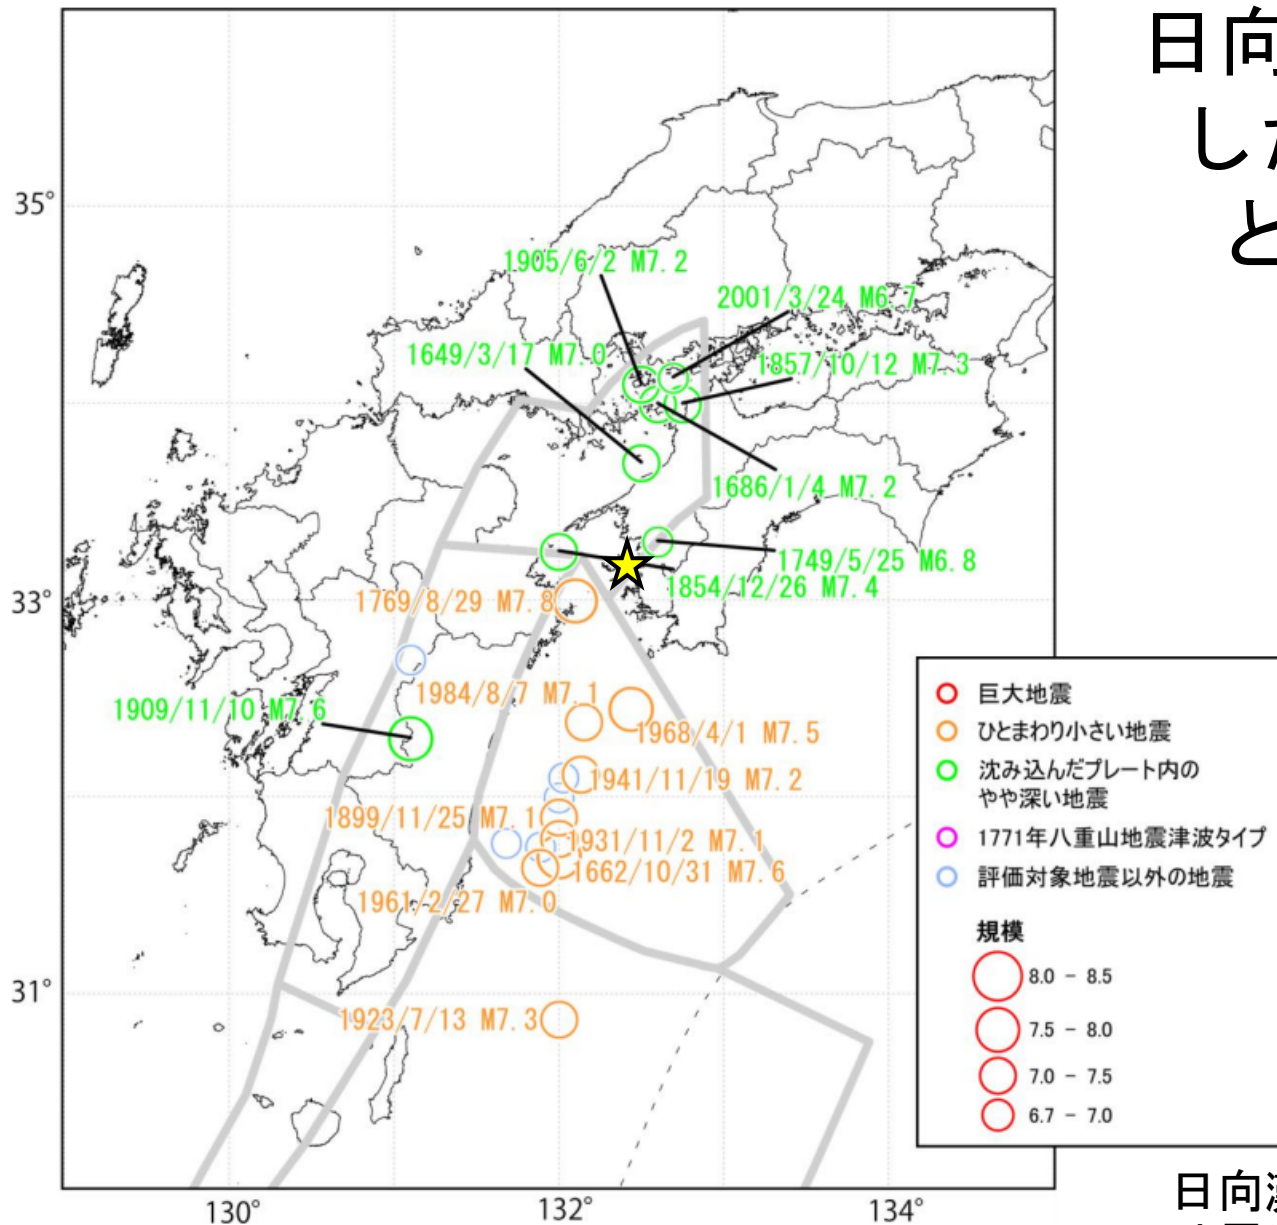 日向
した
と
35°
33°
31°
130°
132°
134°
1905/6/2 M7.2
2001/3/24 M6.7
1649/3/17 M7.0
1857/10/12 M7.3
1686/1/4 M7.2
1749/5/25 M6.8
1854/12/26 M7.4
1769/8/29 M7.8
1984/8/7 M7.1
1909/11/10 M7.6
1968/4/1 M7.5
1941/11/19 M7.2
1899/11/25 M7.1
1931/11/2 M7.1
1662/10/31 M7.6
1961/2/27 M7.0
1923/7/13 M7.3
巨大地震
ひとまわり小さい地震
沈み込んだプレート内の
やや深い地震
1771年八重山地震津波タイプ
評価対象地震以外の地震
規模
8.0 - 8.5
7.5 - 8.0
7.0 - 7.5
6.7 - 7.0
日向灘